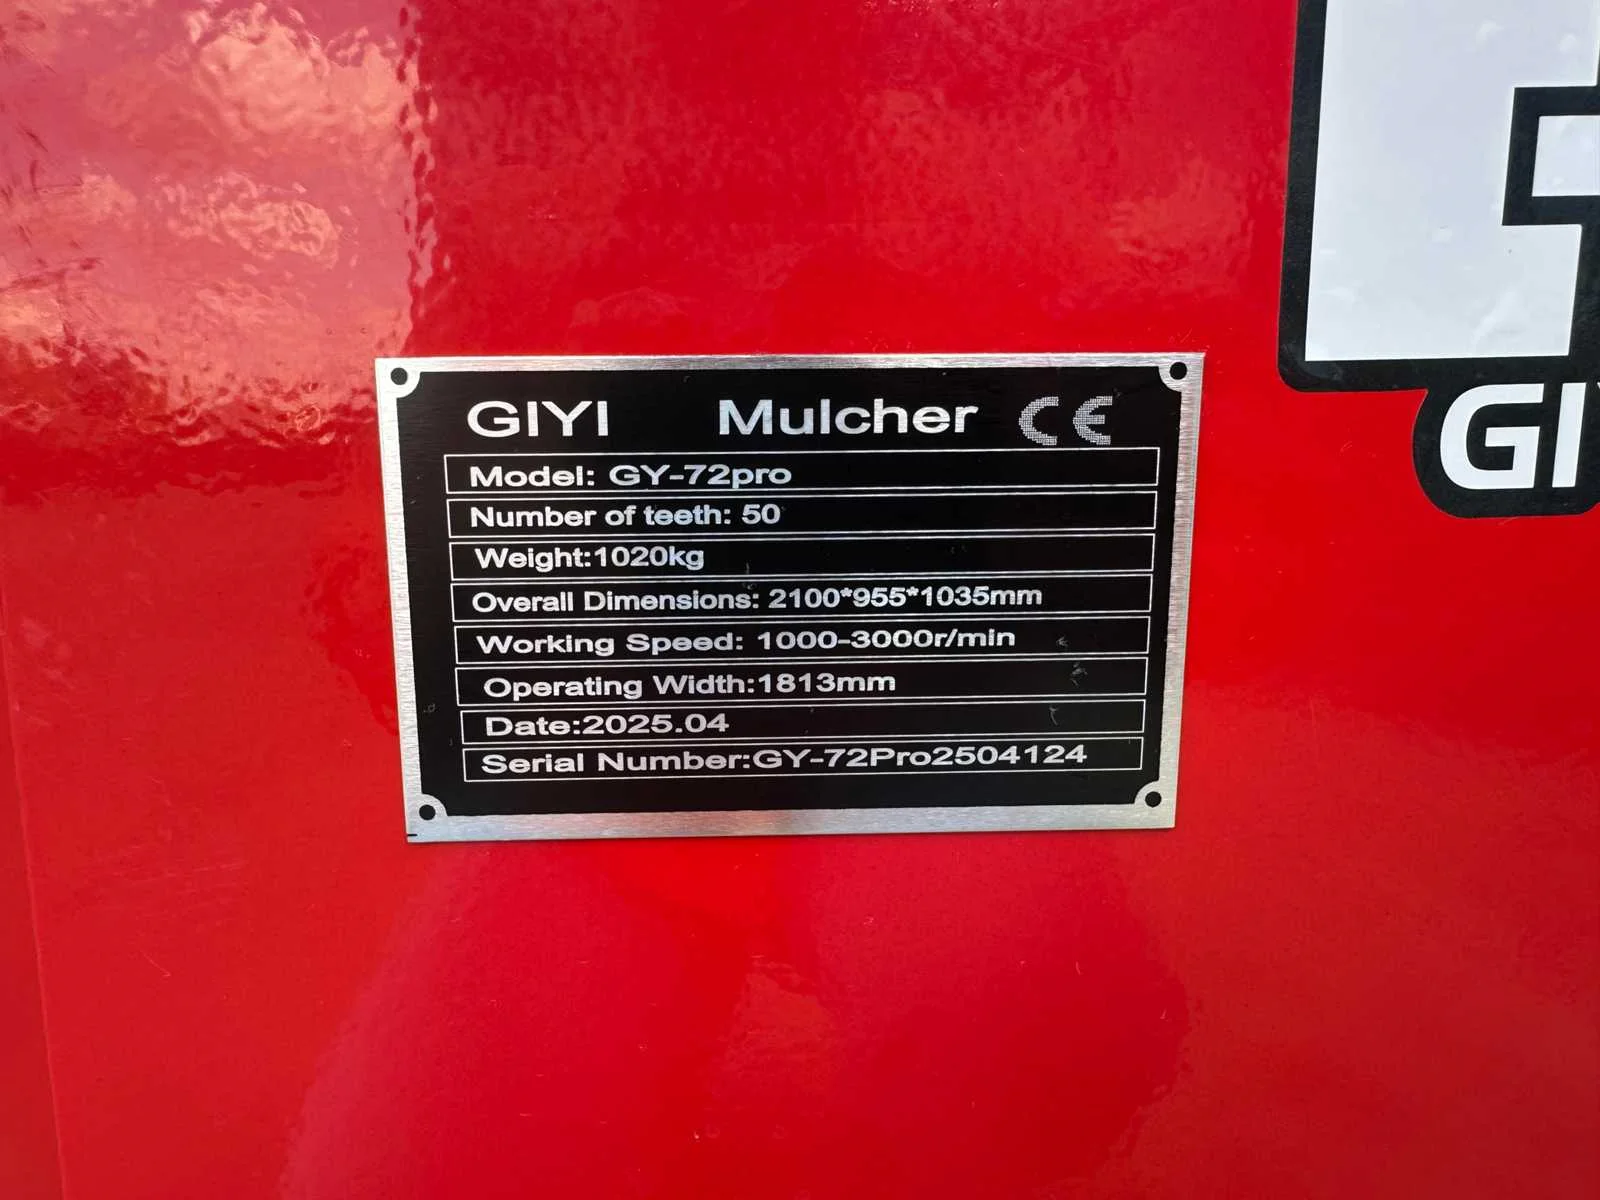 GIYI Mulcher CE
Model: GY-72pro
Number of teeth: 50
Weight:1020kg
Overall Dimensions: 2100*955*1035mm
Working Speed: 1000-3000r/min
Operating Width:1813mm
Date:2025.04
Serial Number:GY-72Pro2504124
GI